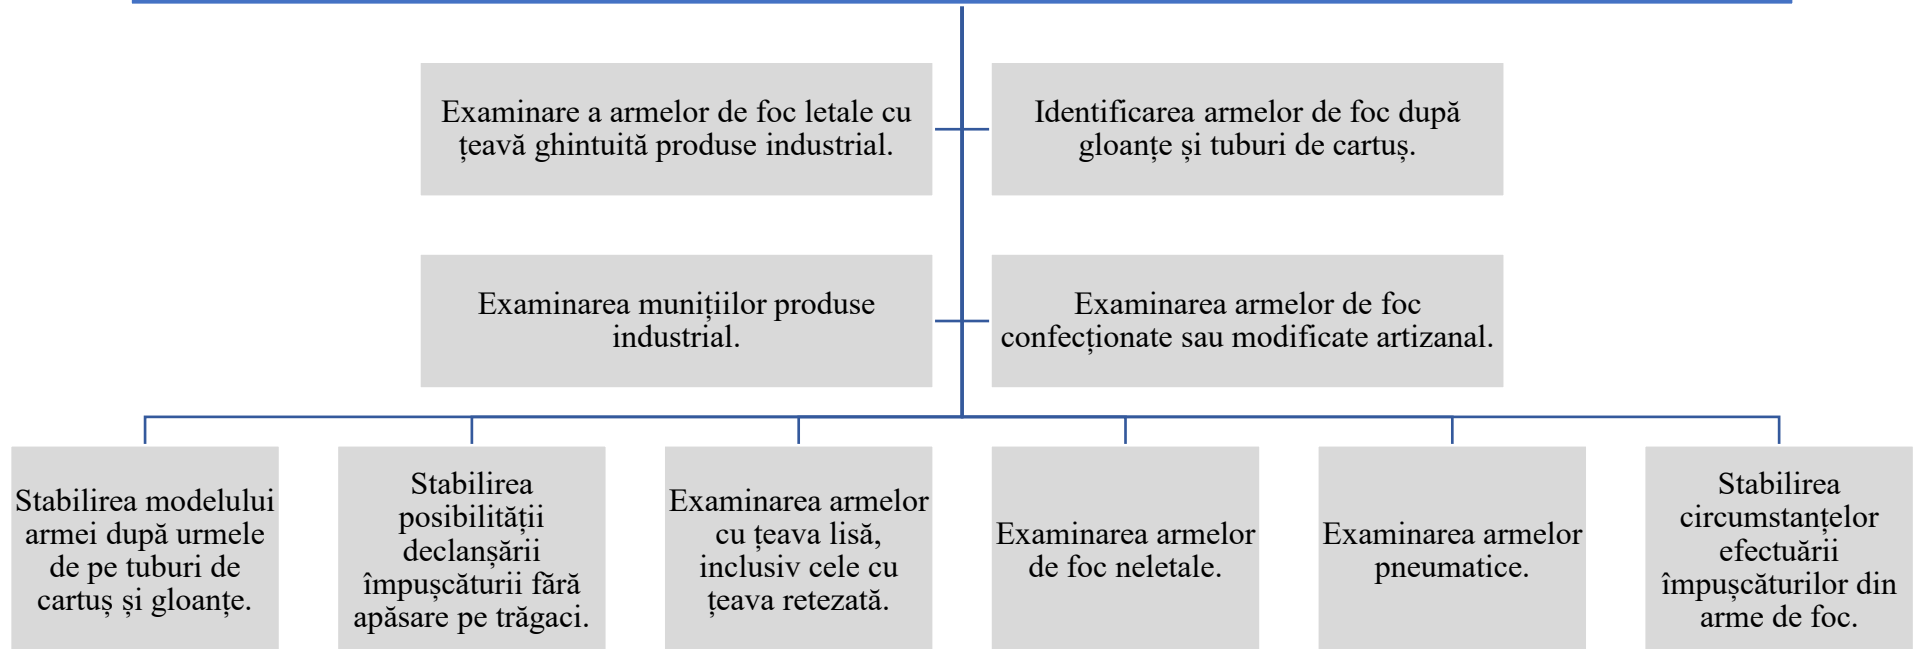 Examinare a armelor de foc letale cu
țeavă ghintuită produse industrial.
Identificarea armelor de foc după
gloanțe și tuburi de cartuș.
Examinarea munițiilor produse
industrial.
Examinarea armelor de foc
confecționate sau modificate artizanal.
Stabilirea modelului
armei după urmele
de pe tuburi de
cartuș și gloanțe.
Stabilirea
posibilității
declanșării
împușcăturii fără
apăsare pe trăgaci.
Examinarea armelor
cu țeava lisă,
inclusiv cele cu
țeava retezată.
Examinarea armelor
de foc neletale.
Examinarea armelor
pneumatice.
Stabilirea
circumstanțelor
efectuării
împușcăturilor din
arme de foc.